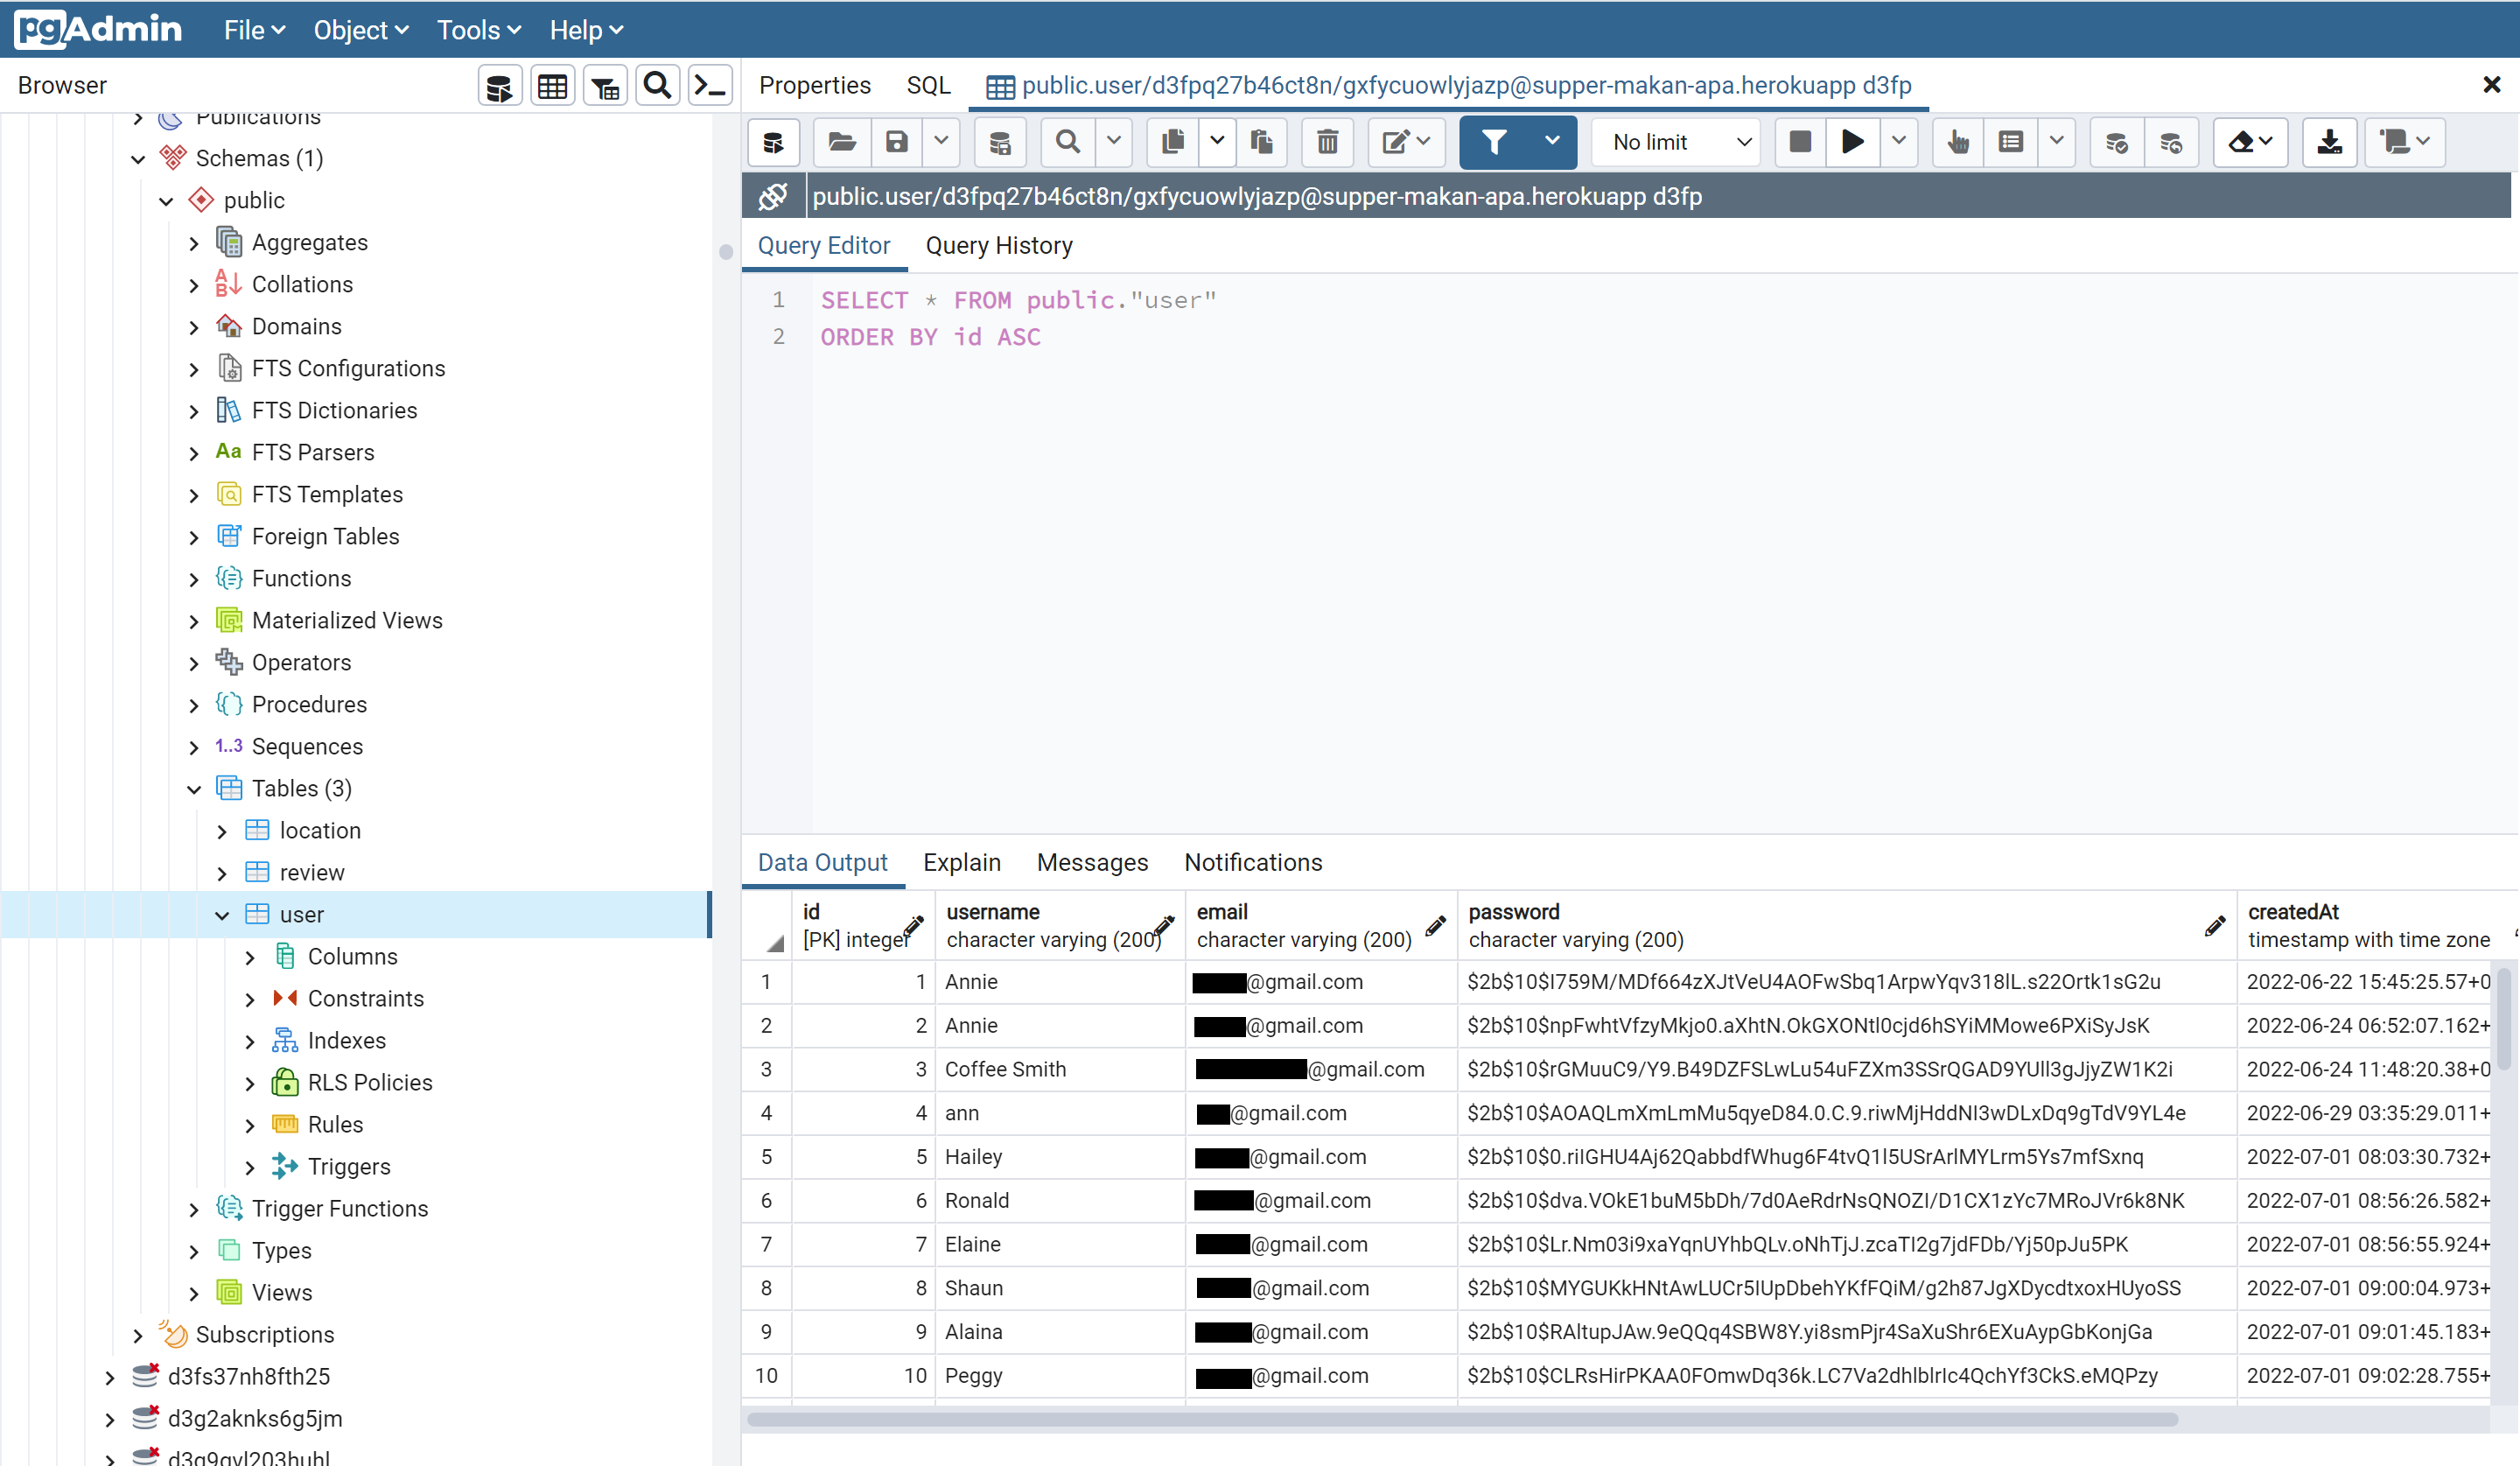 pgAdmin File Object Tools Help
Browser
Properties SQL public.user/d3fpq27b46ct8n/gxfycuowlyjazp@supper-makan-apa.herokuapp d3fp
Publications
Schemas (1)
public
Aggregates
Collations
Domains
FTS Configurations
FTS Dictionaries
Aa FTS Parsers
FTS Templates
Foreign Tables
Functions
Materialized Views
Operators
Procedures
1..3 Sequences
Tables (3)
location
review
user
Columns
Constraints
Indexes
RLS Policies
Rules
Triggers
Trigger Functions
Types
Views
Subscriptions
d3fs37nh8fth25
d3g2aknks6g5jm
No limit
public.user/d3fpq27b46ct8n/gxfycuowlyjazp@supper-makan-apa.herokuapp d3fp
Query Editor Query History
1 SELECT * FROM public."user"
2 ORDER BY id ASC
Data Output Explain Messages Notifications
id username email password createdAt
[PK] integer character varying (200) character varying (200) character varying (200) timestamp with time zone
1 1 Annie @gmail.com $2b$10$I759M/MDf664zXJtVeU4AOFwSbq1ArpwYqv318lL.s22Ortk1sG2u 2022-06-22 15:45:25.57+0
2 2 Annie @gmail.com $2b$10$npFwhtVfzyMkjo0.aXhtN.OkGXONtl0cjd6hSYiMMowe6PXiSyJsK 2022-06-24 06:52:07.162+
3 3 Coffee Smith @gmail.com $2b$10$rGMuuC9/Y9.B49DZFSLwLu54uFZXm3SSrQGAD9YUll3gJjyZW1K2i 2022-06-24 11:48:20.38+0
4 4 ann @gmail.com $2b$10$AOAQLmXmLmMu5qyeD84.0.C.9.riwMjHddNI3wDLxDq9gTdV9YL4e 2022-06-29 03:35:29.011+
5 5 Hailey @gmail.com $2b$10$0.riIGHU4Aj62QabbdfWhug6F4tvQ1l5USrArlMYLrm5Ys7mfSxnq 2022-07-01 08:03:30.732+
6 6 Ronald @gmail.com $2b$10$dva.VOkE1buM5bDh/7d0AeRdrNsQNOZI/D1CX1zYc7MRoJVr6k8NK 2022-07-01 08:56:26.582+
7 7 Elaine @gmail.com $2b$10$Lr.Nm03i9xaYqnUYhbQLv.oNhTjJ.zcaTI2g7jdFDb/Yj50pJu5PK 2022-07-01 08:56:55.924+
8 8 Shaun @gmail.com $2b$10$MYGUKkHNtAwLUCr5IUpDbehYKfFQiM/g2h87JgXDycdtxoxHUyoSS 2022-07-01 09:00:04.973+
9 9 Alaina @gmail.com $2b$10$RAltupJAw.9eQQq4SBW8Y.yi8smPjr4SaXuShr6EXuAypGbKonjGa 2022-07-01 09:01:45.183+
10 10 Peggy @gmail.com $2b$10$CLRsHirPKAA0FOmwDq36k.LC7Va2dhlblrIc4QchYf3CkS.eMQPzy 2022-07-01 09:02:28.755+